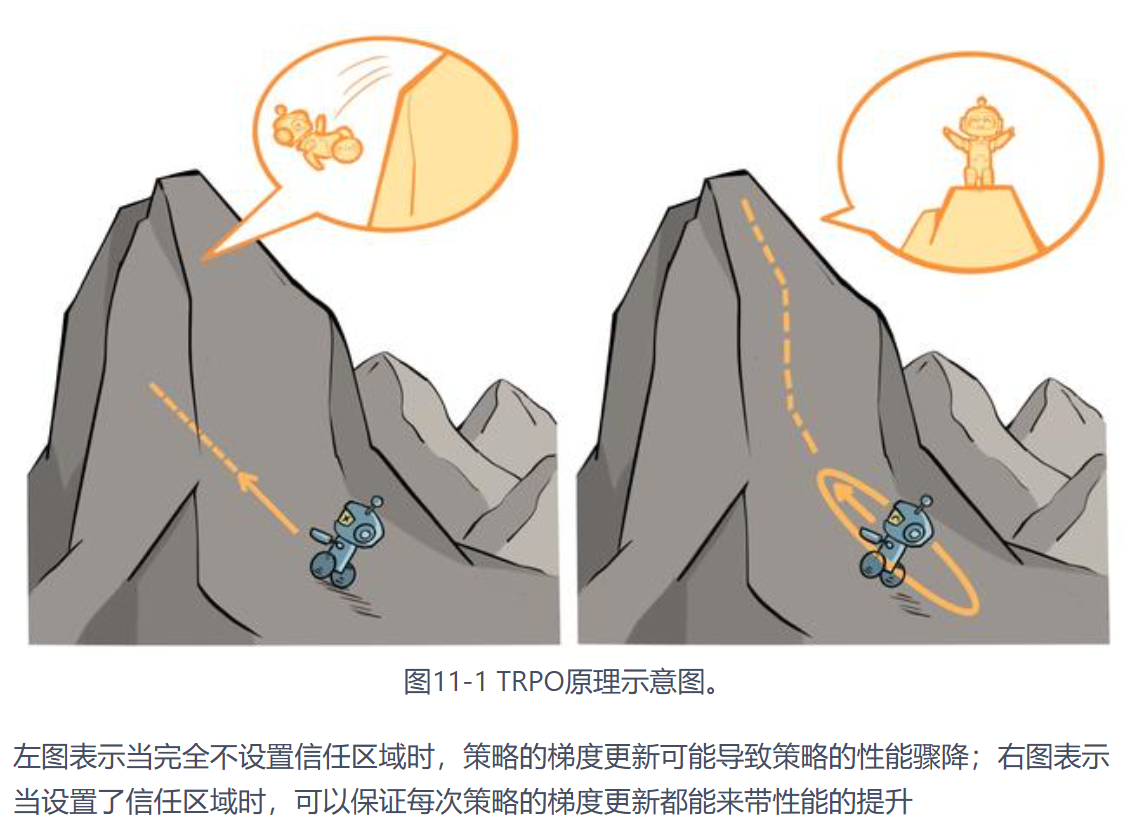 图11-1 TRPO原理示意图。
左图表示当完全不设置信任区域时，策略的梯度更新可能导致策略的性能骤降；右图表示
当设置了信任区域时，可以保证每次策略的梯度更新都能来带性能的提升